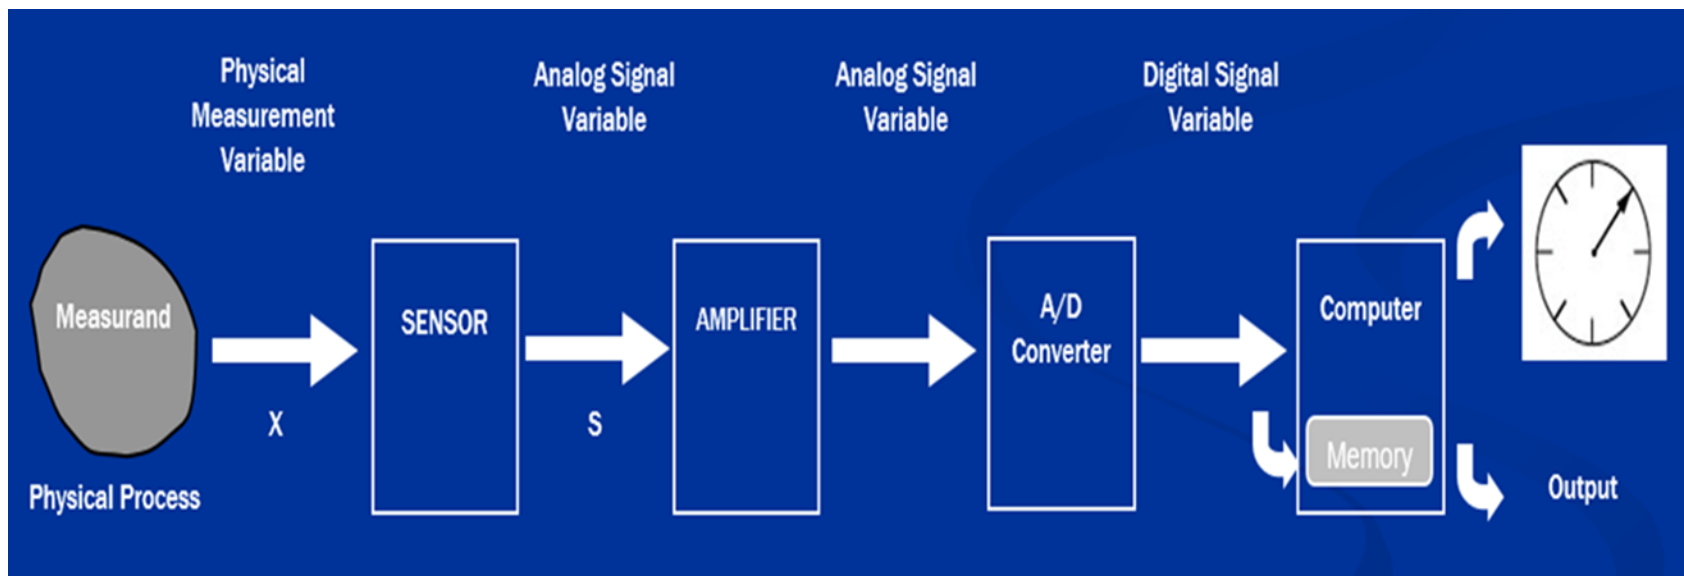 Physical
Measurement
Variable
Analog Signal
Variable
Analog Signal
Variable
Digital Signal
Variable
Measurand
SENSOR
AMPLIFIER
A/D
Converter
Computer
Memory
X
S
Physical Process
Output